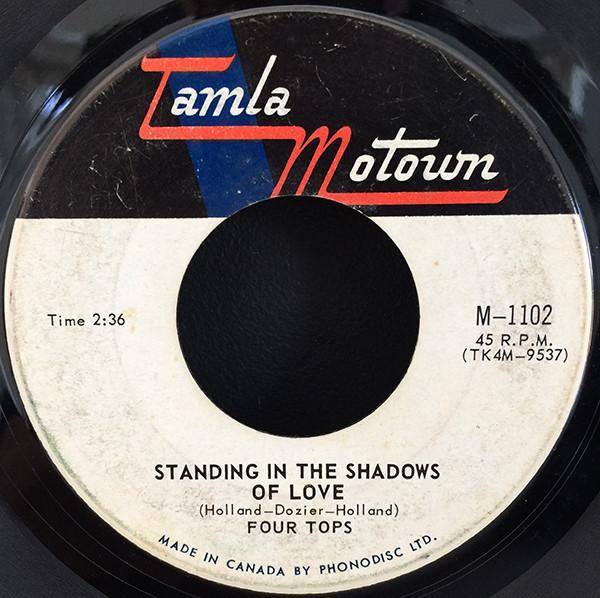 Tamla
Motown
Time 2:36
M-1102
45 R.P.M.
(TK4M-9537)
STANDING IN THE SHADOWS
OF LOVE
(Holland-Dozier-Holland)
FOUR TOPS
MADE IN CANADA BY PHONODISC LTD.